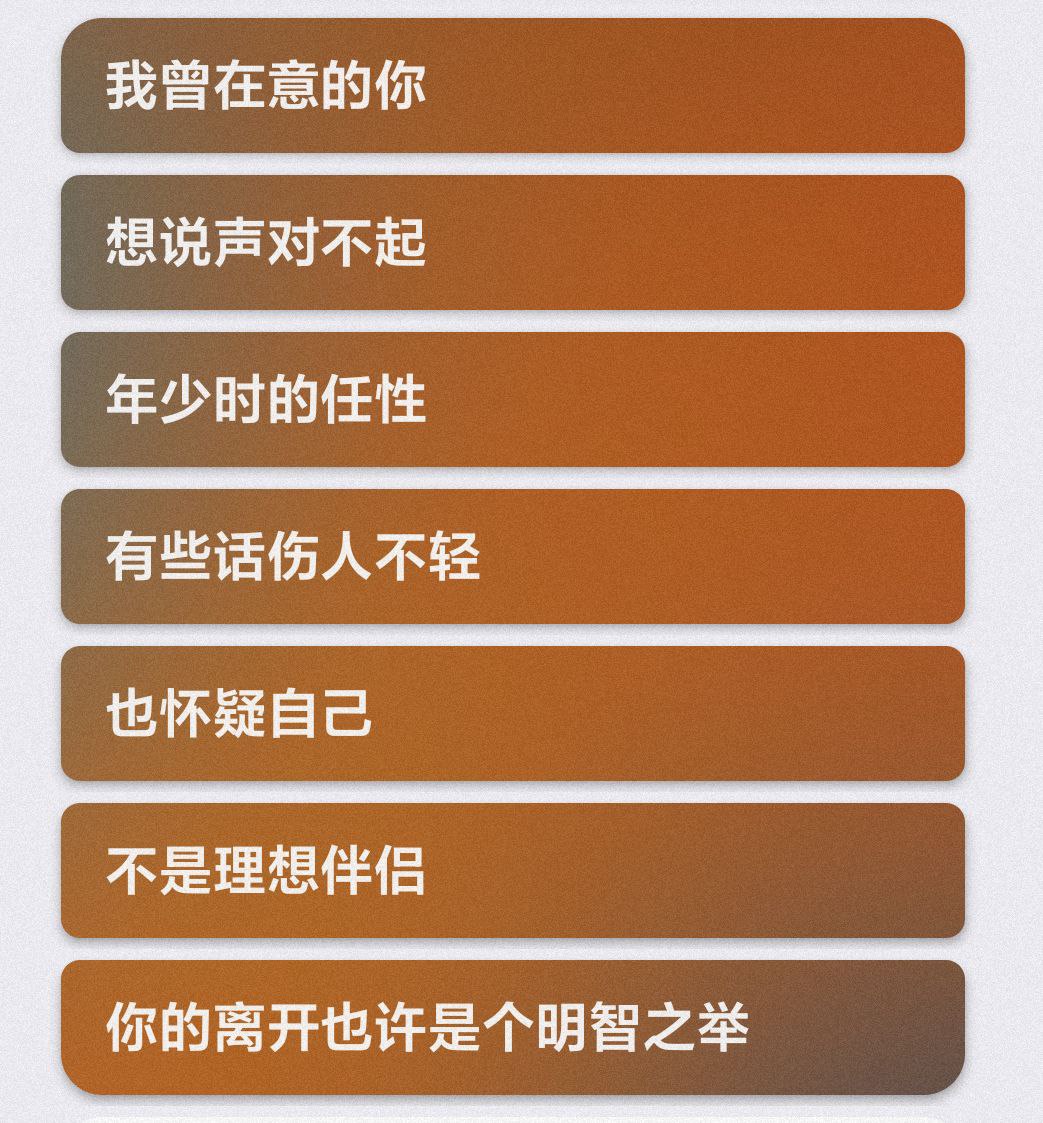 我曾在意的你
想说声对不起
年少时的任性
有些话伤人不轻
也怀疑自己
不是理想伴侣
你的离开也许是个明智之举